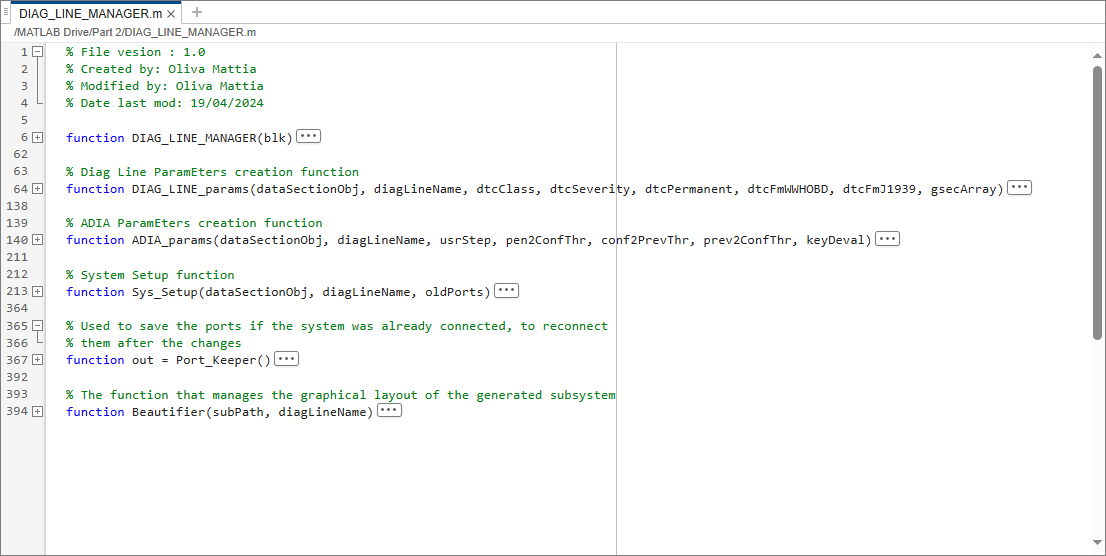 DIAG_LINE_MANAGER.m × +
/MATLAB Drive/Part 2/DIAG_LINE_MANAGER.m
1 % File vesion : 1.0
2 % Created by: Oliva Mattia
3 % Modified by: Oliva Mattia
4 % Date last mod: 19/04/2024
5
6 function DIAG_LINE_MANAGER(blk) ...
62
63 % Diag Line ParamEters creation function
64 function DIAG_LINE_params(dataSectionObj, diagLineName, dtcClass, dtcSeverity, dtcPermanent, dtcFmWWHOBD, dtcFmJ1939, gsecArray) ...
138
139 % ADIA ParamEters creation function
140 function ADIA_params(dataSectionObj, diagLineName, usrStep, pen2ConfThr, conf2PrevThr, prev2ConfThr, keyDeval) ...
211
212 % System Setup function
213 function Sys_Setup(dataSectionObj, diagLineName, oldPorts) ...
364
365 % Used to save the ports if the system was already connected, to reconnect
366 % them after the changes
367 function out = Port_Keeper() ...
392
393 % The function that manages the graphical layout of the generated subsystem
394 function Beautifier(subPath, diagLineName) ...